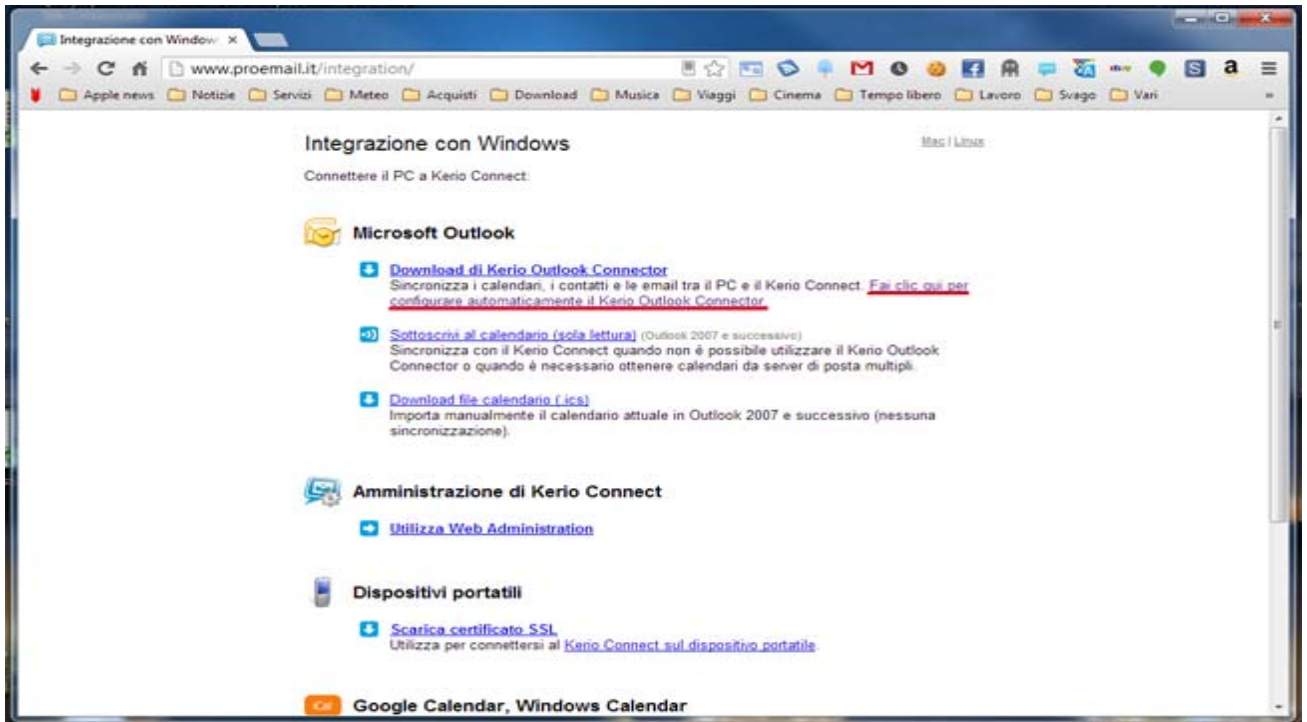 Integrazione con Window
www.proemail.it/integration/
Apple news Notizie Servizi Meteo Acquisti Download Musica Viaggi Cinema Tempo libero Lavoro Svago Vari
Integrazione con Windows
Mac | Linux
Connettere il PC a Kerio Connect:
Microsoft Outlook
Download di Kerio Outlook Connector
Sincronizza i calendari, i contatti e le email tra il PC e il Kerio Connect. Fai clic qui per
configurare automaticamente il Kerio Outlook Connector.
Sottoscrivi al calendario (sola lettura) (Outlook 2007 e successivo)
Sincronizza con il Kerio Connect quando non è possibile utilizzare il Kerio Outlook
Connector o quando è necessario ottenere calendari da server di posta multipli.
Download file calendario (.ics)
Importa manualmente il calendario attuale in Outlook 2007 e successivo (nessuna
sincronizzazione).
Amministrazione di Kerio Connect
Utilizza Web Administration
Dispositivi portatili
Scarica certificato SSL
Utilizza per connettersi al Kerio Connect sul dispositivo portatile.
Google Calendar, Windows Calendar